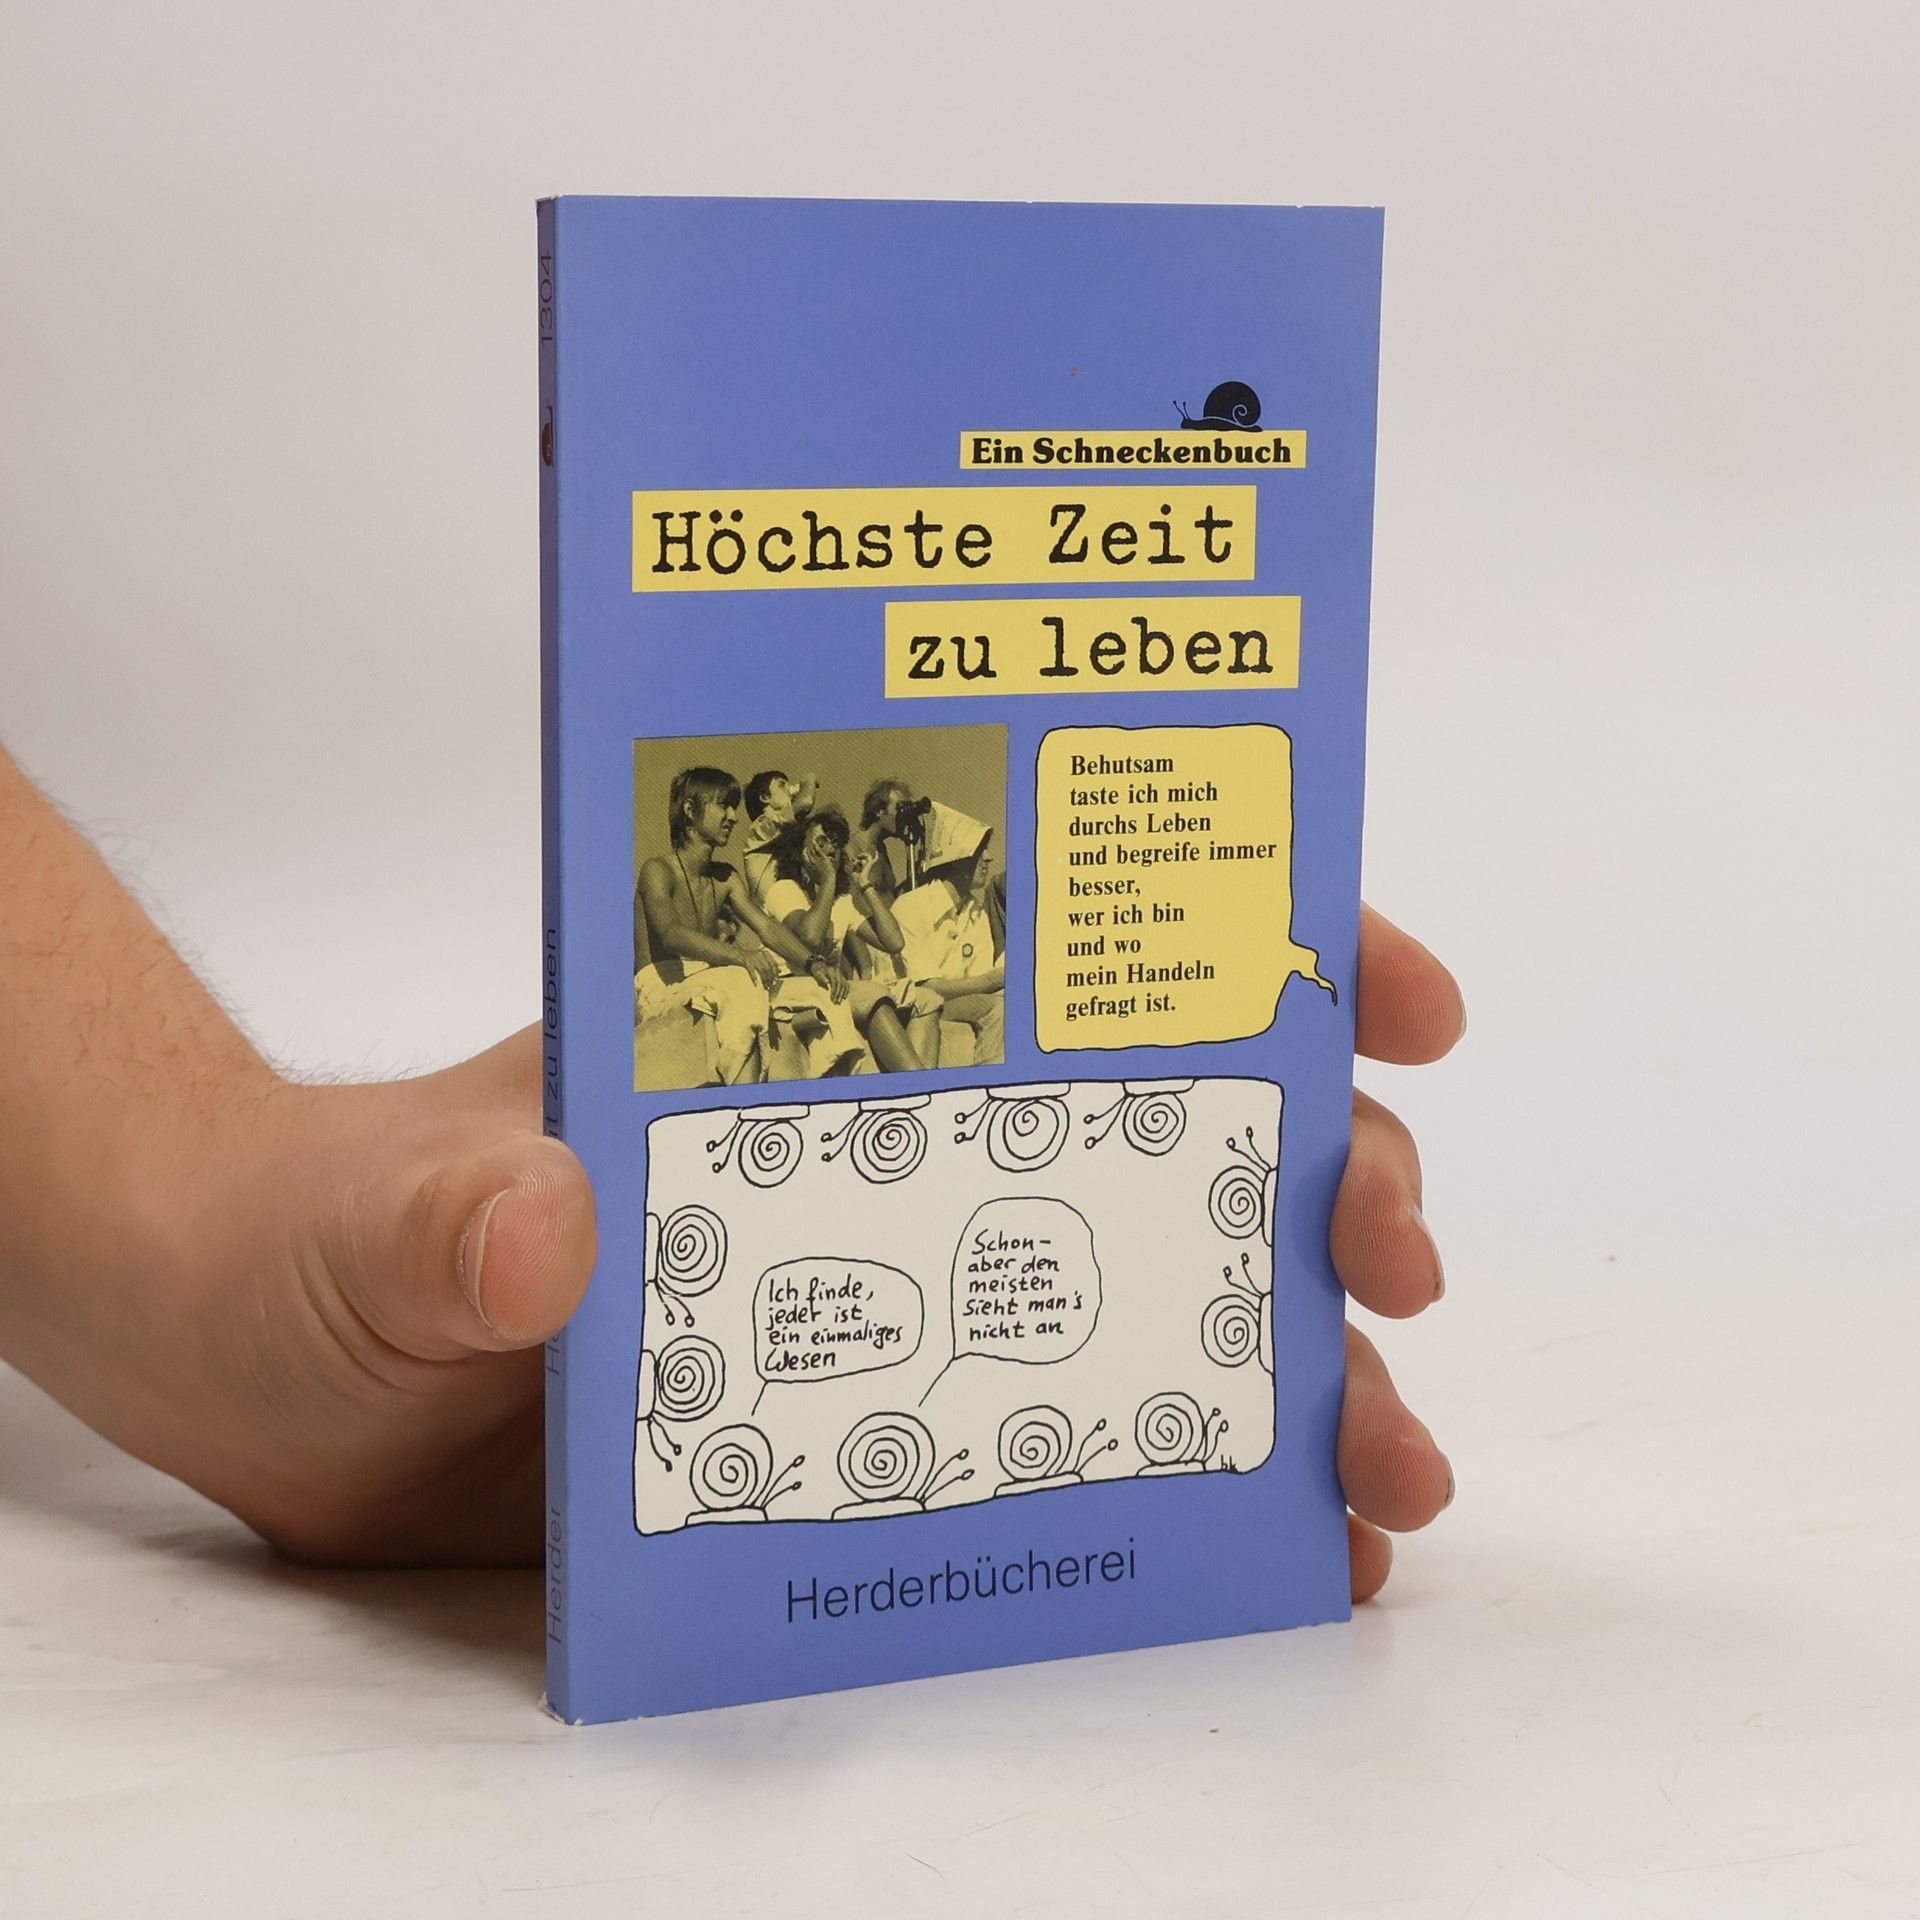 Ein Schneckenbuch
Höchste Zeit
zu leben
Behutsam
taste ich mich
durchs Leben
und begreife immer
besser,
wer ich bin
und wo
mein Handeln
gefragt ist.
Schon-
aber den
meisten
sieht man's
nicht an
Ich finde,
jeder ist
ein einmaliges
Wesen
bk
Herderbücherei
1304
zu leben
Herder